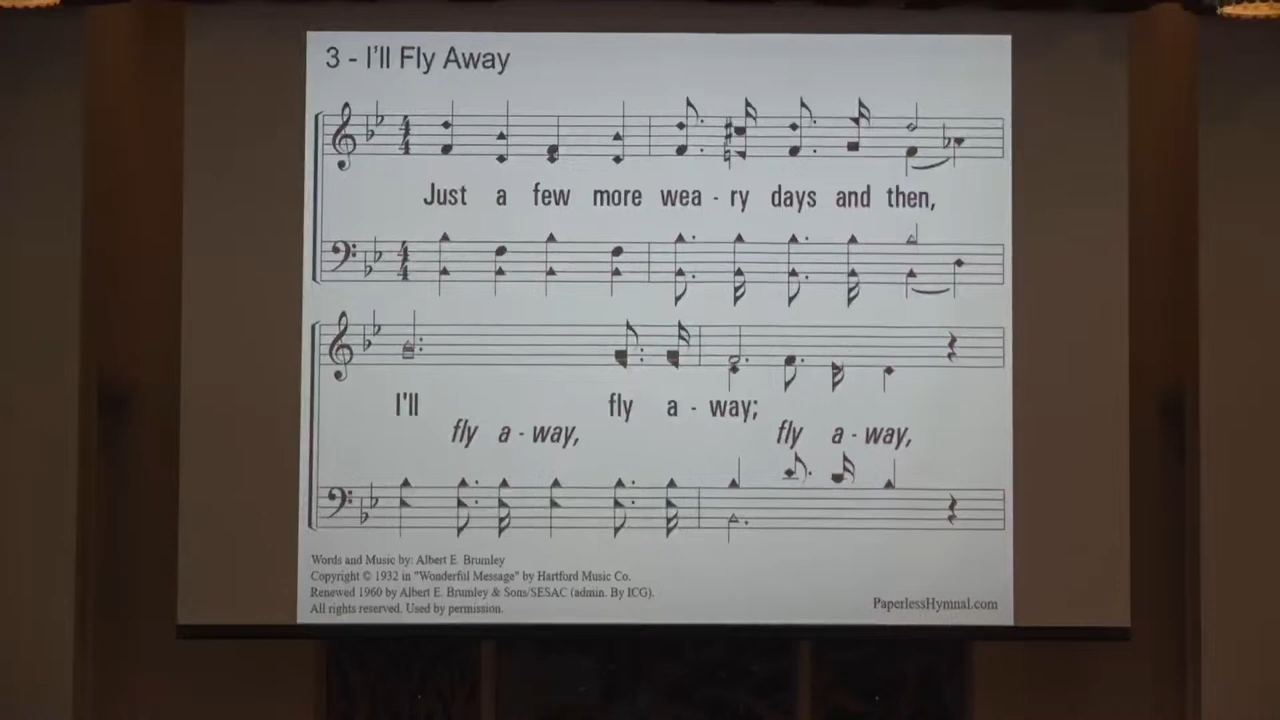 3 - I'll Fly Away
Just a few more wea - ry days and then,
I'll fly a - way;
fly a - way, fly a - way,
Words and Music by: Albert E. Brumley
Copyright © 1932 in "Wonderful Message" by Hartford Music Co.
Renewed 1960 by Albert E. Brumley & Sons/SESAC (admin. By ICG).
All rights reserved. Used by permission.
PaperlessHymnal.com